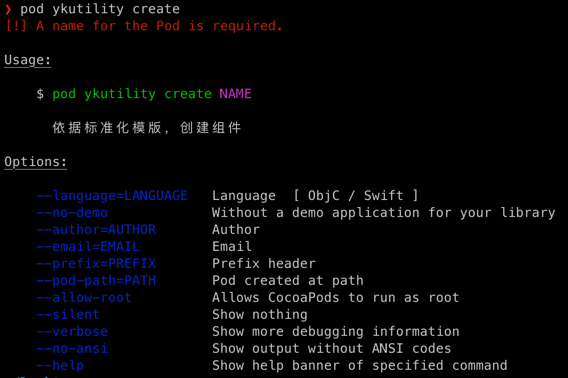 ❯ pod ykutility create
[!] A name for the Pod is required.
Usage:
$ pod ykutility create NAME
依据标准化模版，创建组件
Options:
--language=LANGUAGE Language [ ObjC / Swift ]
--no-demo Without a demo application for your library
--author=AUTHOR Author
--email=EMAIL Email
--prefix=PREFIX Prefix header
--pod-path=PATH Pod created at path
--allow-root Allows CocoaPods to run as root
--silent Show nothing
--verbose Show more debugging information
--no-ansi Show output without ANSI codes
--help Show help banner of specified command